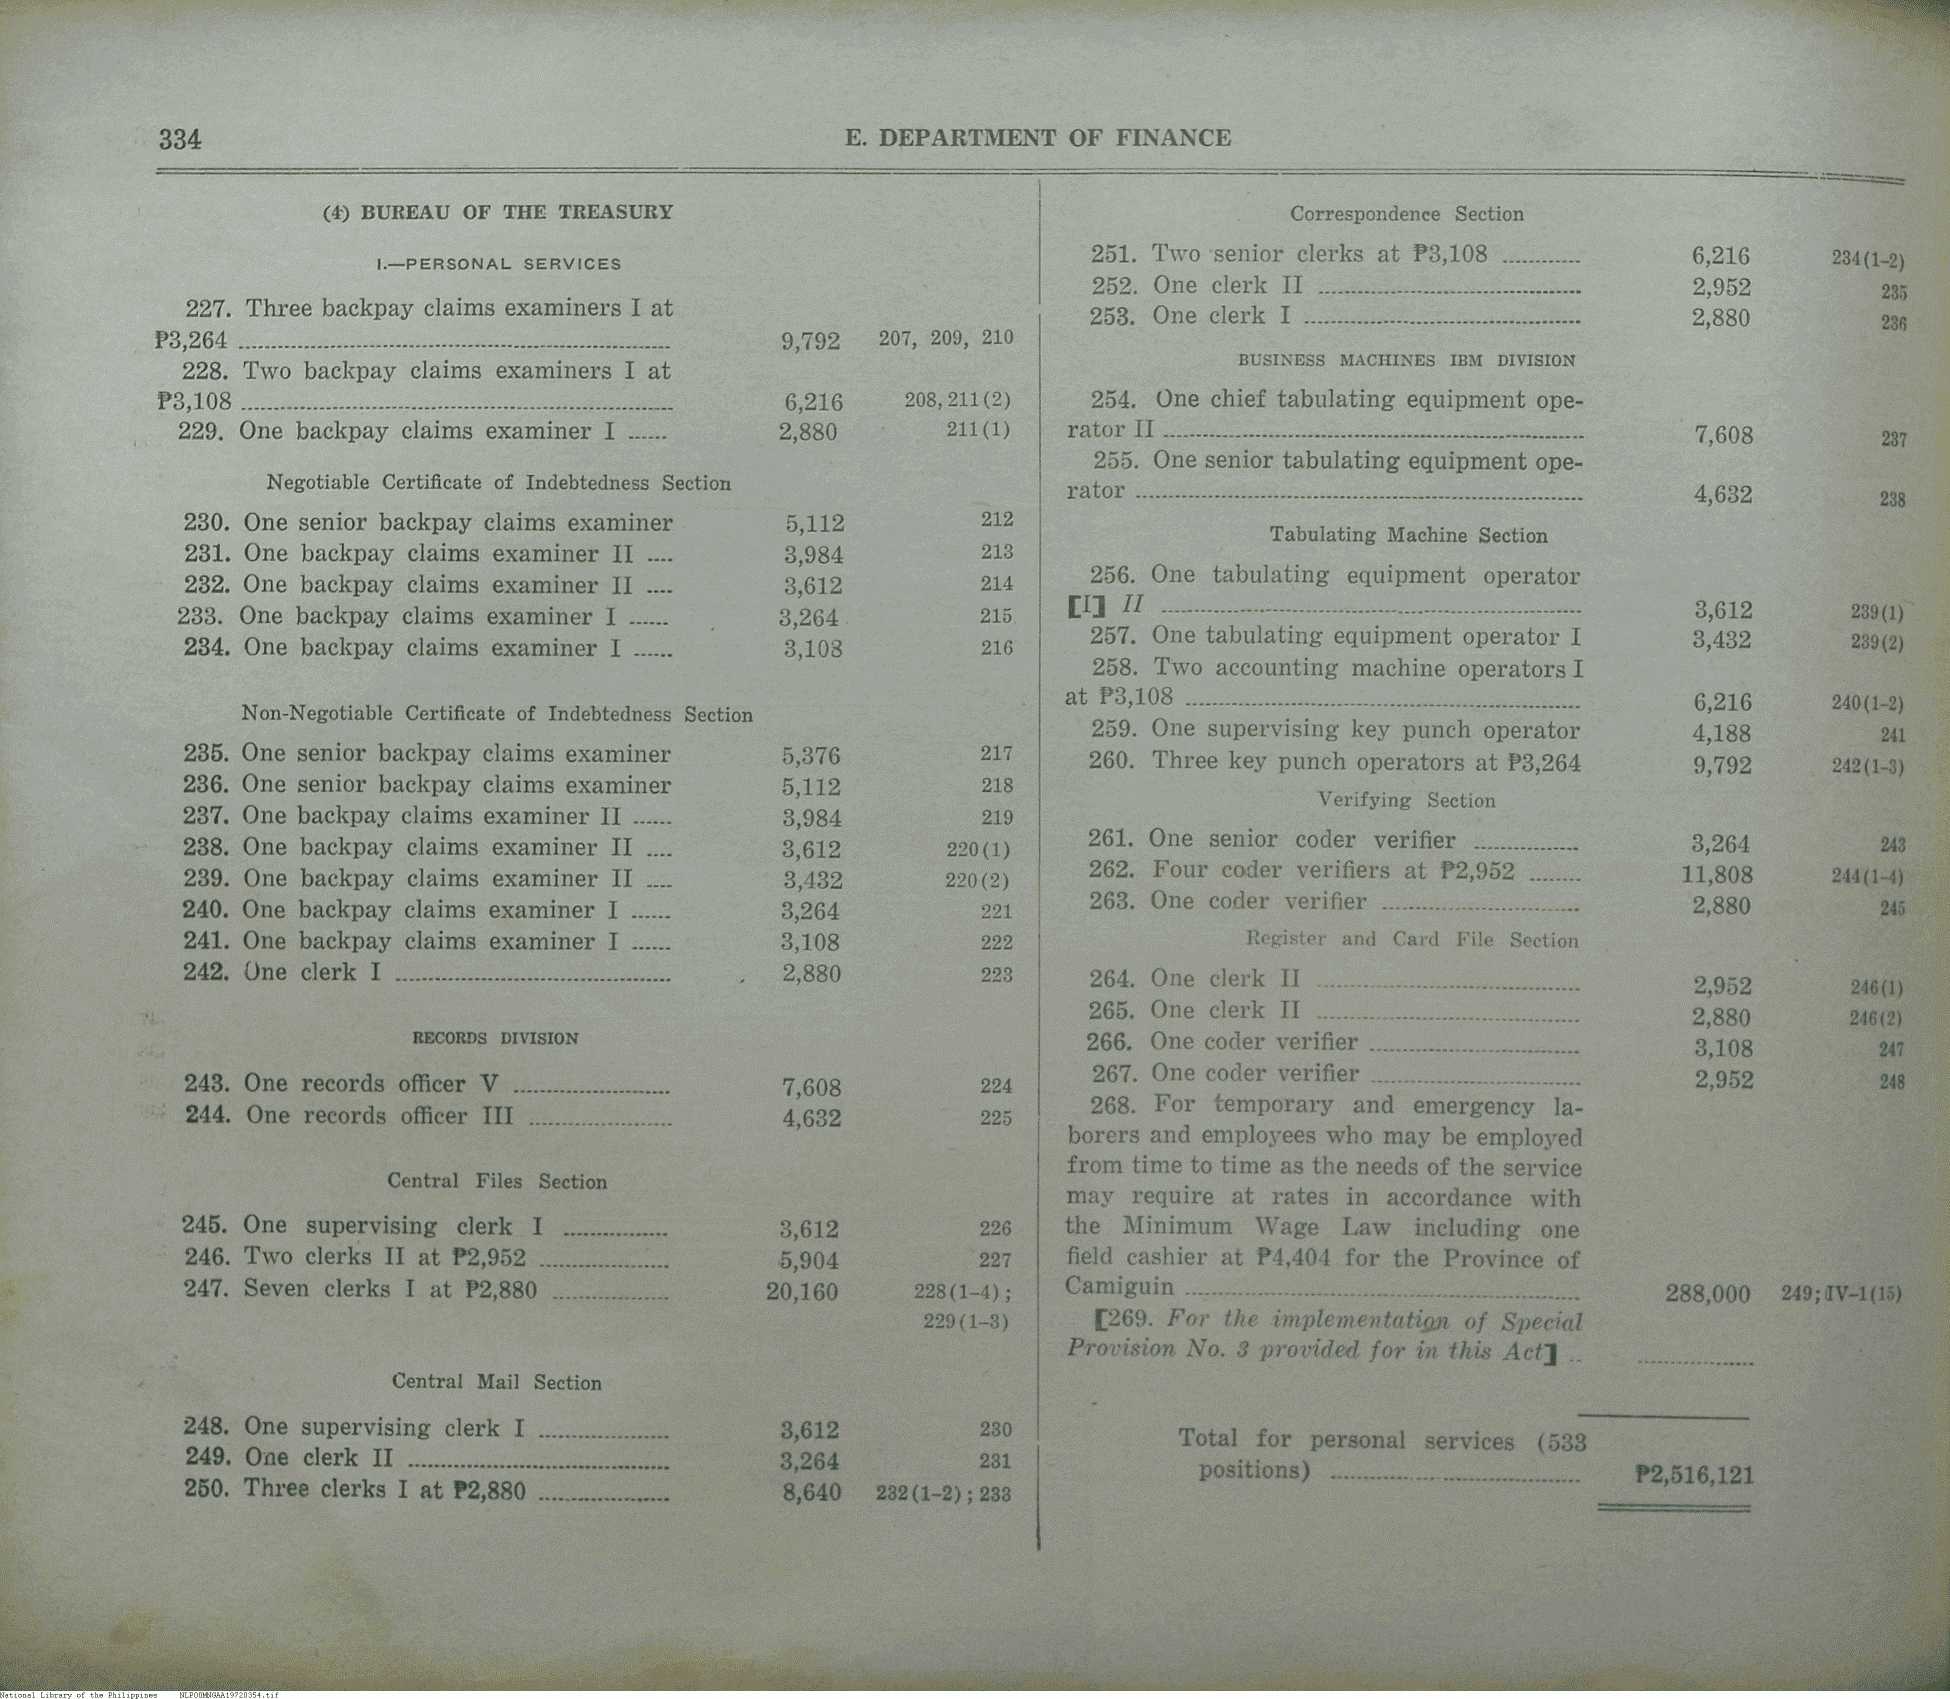 334
E. DEPARTMENT OF FINANCE
(4) BUREAU OF THE TREASURY
I.—PERSONAL SERVICES
227. Three backpay claims examiners I at
₱3,264 ........ 9,792 207, 209, 210
228. Two backpay claims examiners I at
₱3,108 ........ 6,216 208, 211(2)
229. One backpay claims examiner I ...... 2,880 211(1)
Negotiable Certificate of Indebtedness Section
230. One senior backpay claims examiner 5,112 212
231. One backpay claims examiner II .... 3,984 213
232. One backpay claims examiner II .... 3,612 214
233. One backpay claims examiner I ...... 3,264 215
234. One backpay claims examiner I ...... 3,108 216
Non-Negotiable Certificate of Indebtedness Section
235. One senior backpay claims examiner 5,376 217
236. One senior backpay claims examiner 5,112 218
237. One backpay claims examiner II ...... 3,984 219
238. One backpay claims examiner II .... 3,612 220(1)
239. One backpay claims examiner II .... 3,432 220(2)
240. One backpay claims examiner I ...... 3,264 221
241. One backpay claims examiner I ...... 3,108 222
242. One clerk I ........ 2,880 223
RECORDS DIVISION
243. One records officer V ........ 7,608 224
244. One records officer III ........ 4,632 225
Central Files Section
245. One supervising clerk I ........ 3,612 226
246. Two clerks II at ₱2,952 ........ 5,904 227
247. Seven clerks I at ₱2,880 ........ 20,160 228(1–4);
229(1–3)
Central Mail Section
248. One supervising clerk I ........ 3,612 230
249. One clerk II ........ 3,264 231
250. Three clerks I at ₱2,880 ........ 8,640 232(1–2); 233
Correspondence Section
251. Two senior clerks at ₱3,108 ........ 6,216 234(1–2)
252. One clerk II ........ 2,952 235
253. One clerk I ........ 2,880 236
BUSINESS MACHINES IBM DIVISION
254. One chief tabulating equipment ope-
rator II ........ 7,608 237
255. One senior tabulating equipment ope-
rator ........ 4,632 238
Tabulating Machine Section
256. One tabulating equipment operator
[I] II ........ 3,612 239(1)
257. One tabulating equipment operator I 3,432 239(2)
258. Two accounting machine operators I
at ₱3,108 ........ 6,216 240(1–2)
259. One supervising key punch operator 4,188 241
260. Three key punch operators at ₱3,264 9,792 242(1–3)
Verifying Section
261. One senior coder verifier ........ 3,264 243
262. Four coder verifiers at ₱2,952 ........ 11,808 244(1–4)
263. One coder verifier ........ 2,880 245
Register and Card File Section
264. One clerk II ........ 2,952 246(1)
265. One clerk II ........ 2,880 246(2)
266. One coder verifier ........ 3,108 247
267. One coder verifier ........ 2,952 248
268. For temporary and emergency la-
borers and employees who may be employed
from time to time as the needs of the service
may require at rates in accordance with
the Minimum Wage Law including one
field cashier at ₱4,404 for the Province of
Camiguin ........ 288,000 249; IV–1(15)
[269. For the implementation of Special
Provision No. 3 provided for in this Act] .. ........
Total for personal services (533
positions) ........ ₱2,516,121
National Library of the Philippines NLP00MNGAA19720354.tif